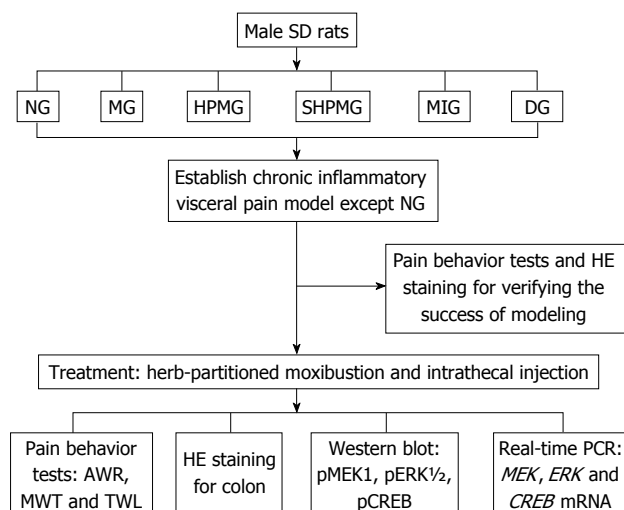 Male SD rats
NG MG HPMG SHPMG MIG DG
Establish chronic inflammatory
visceral pain model except NG
Pain behavior tests and HE
staining for verifying the
success of modeling
Treatment: herb-partitioned moxibustion and intrathecal injection
Pain behavior
tests: AWR,
MWT and TWL
HE staining
for colon
Western blot:
pMEK1, pERK½,
pCREB
Real-time PCR:
MEK, ERK and
CREB mRNA